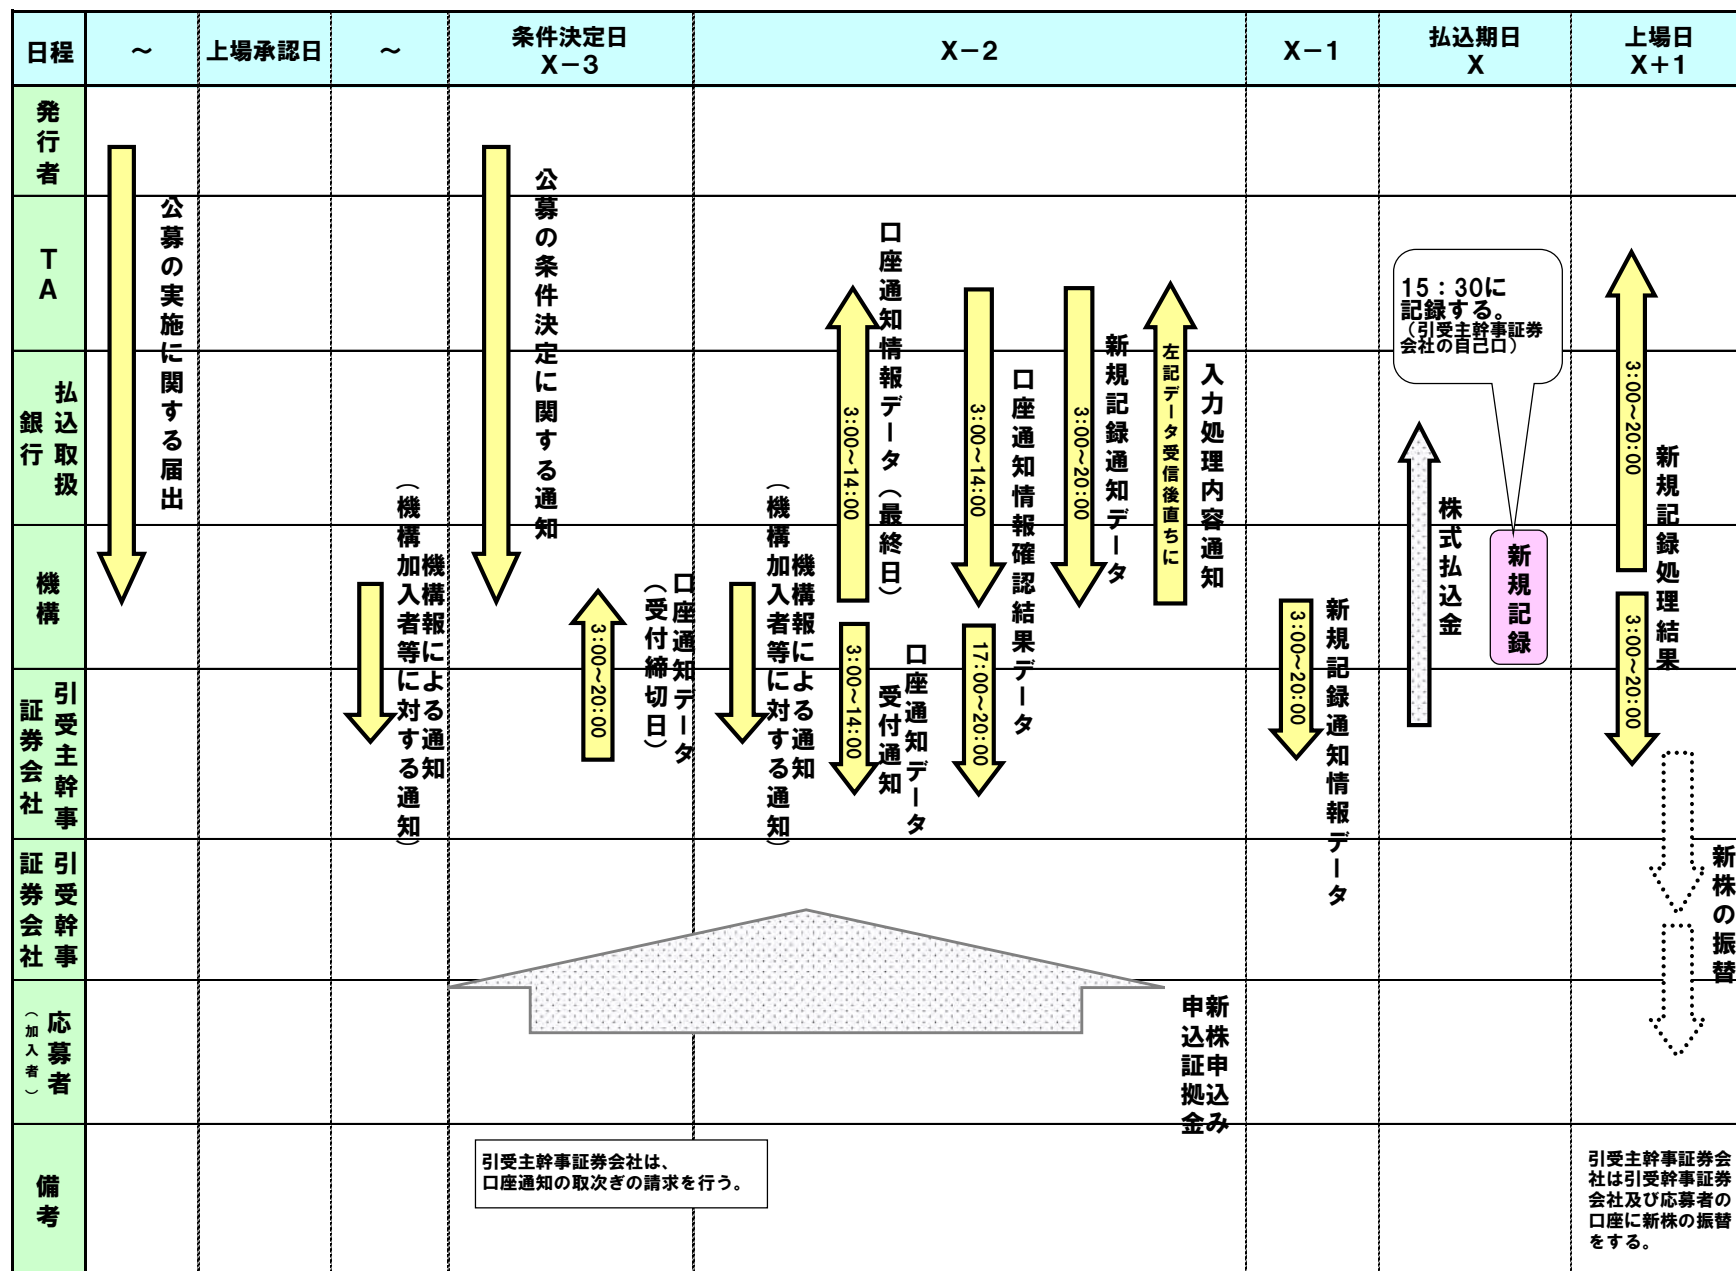 日程
～
上場承認日
～
条件決定日
X－3
X－2
X－1
払込期日
X
上場日
X＋1
発行者
TA
払込取扱
銀行
機構
引受主幹事
証券会社
引受幹事
証券会社
応募者
（加入者）
備考
公募の実施に関する届出
機構報による通知
（機構加入者等に対する通知）
公募の条件決定に関する通知
3:00～20:00
口座通知データ
（受付締切日）
機構報による通知
（機構加入者等に対する通知）
3:00～14:00
口座通知情報データ（最終日）
3:00～14:00
口座通知データ
受付通知
3:00～14:00
口座通知情報確認結果データ
17:00～20:00
3:00～20:00
新規記録通知データ
左記データ受信後直ちに
入力処理内容通知
3:00～20:00
新規記録通知情報データ
15：30に
記録する。
（引受主幹事証券
会社の自己口）
株式払込金
新規記録
3:00～20:00
新規記録処理結果
3:00～20:00
新株の振替
新株申込み
申込証拠金
引受主幹事証券会社は、
口座通知の取次ぎの請求を行う。
引受主幹事証券会
社は引受幹事証券
会社及び応募者の
口座に新株の振替
をする。